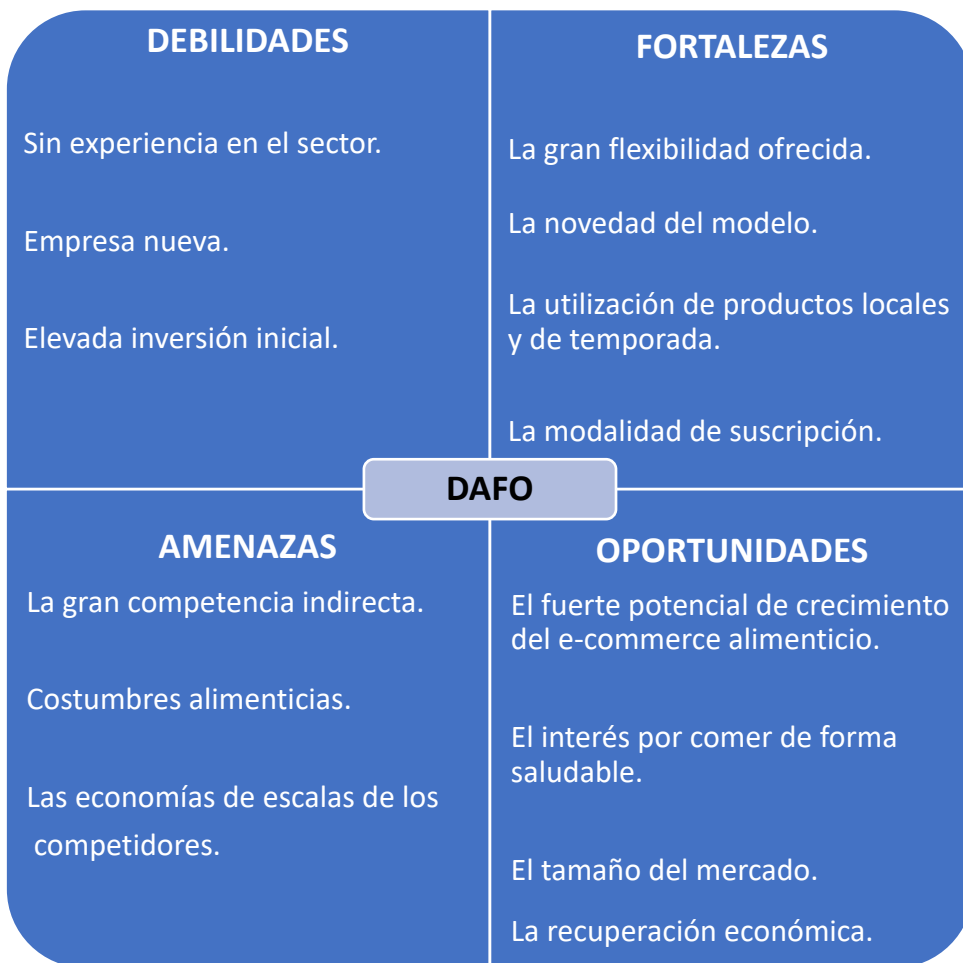 DEBILIDADES
Sin experiencia en el sector.
Empresa nueva.
Elevada inversión inicial.
FORTALEZAS
La gran flexibilidad ofrecida.
La novedad del modelo.
La utilización de productos locales
y de temporada.
La modalidad de suscripción.
DAFO
AMENAZAS
La gran competencia indirecta.
Costumbres alimenticias.
Las economías de escalas de los
competidores.
OPORTUNIDADES
El fuerte potencial de crecimiento
del e-commerce alimenticio.
El interés por comer de forma
saludable.
El tamaño del mercado.
La recuperación económica.